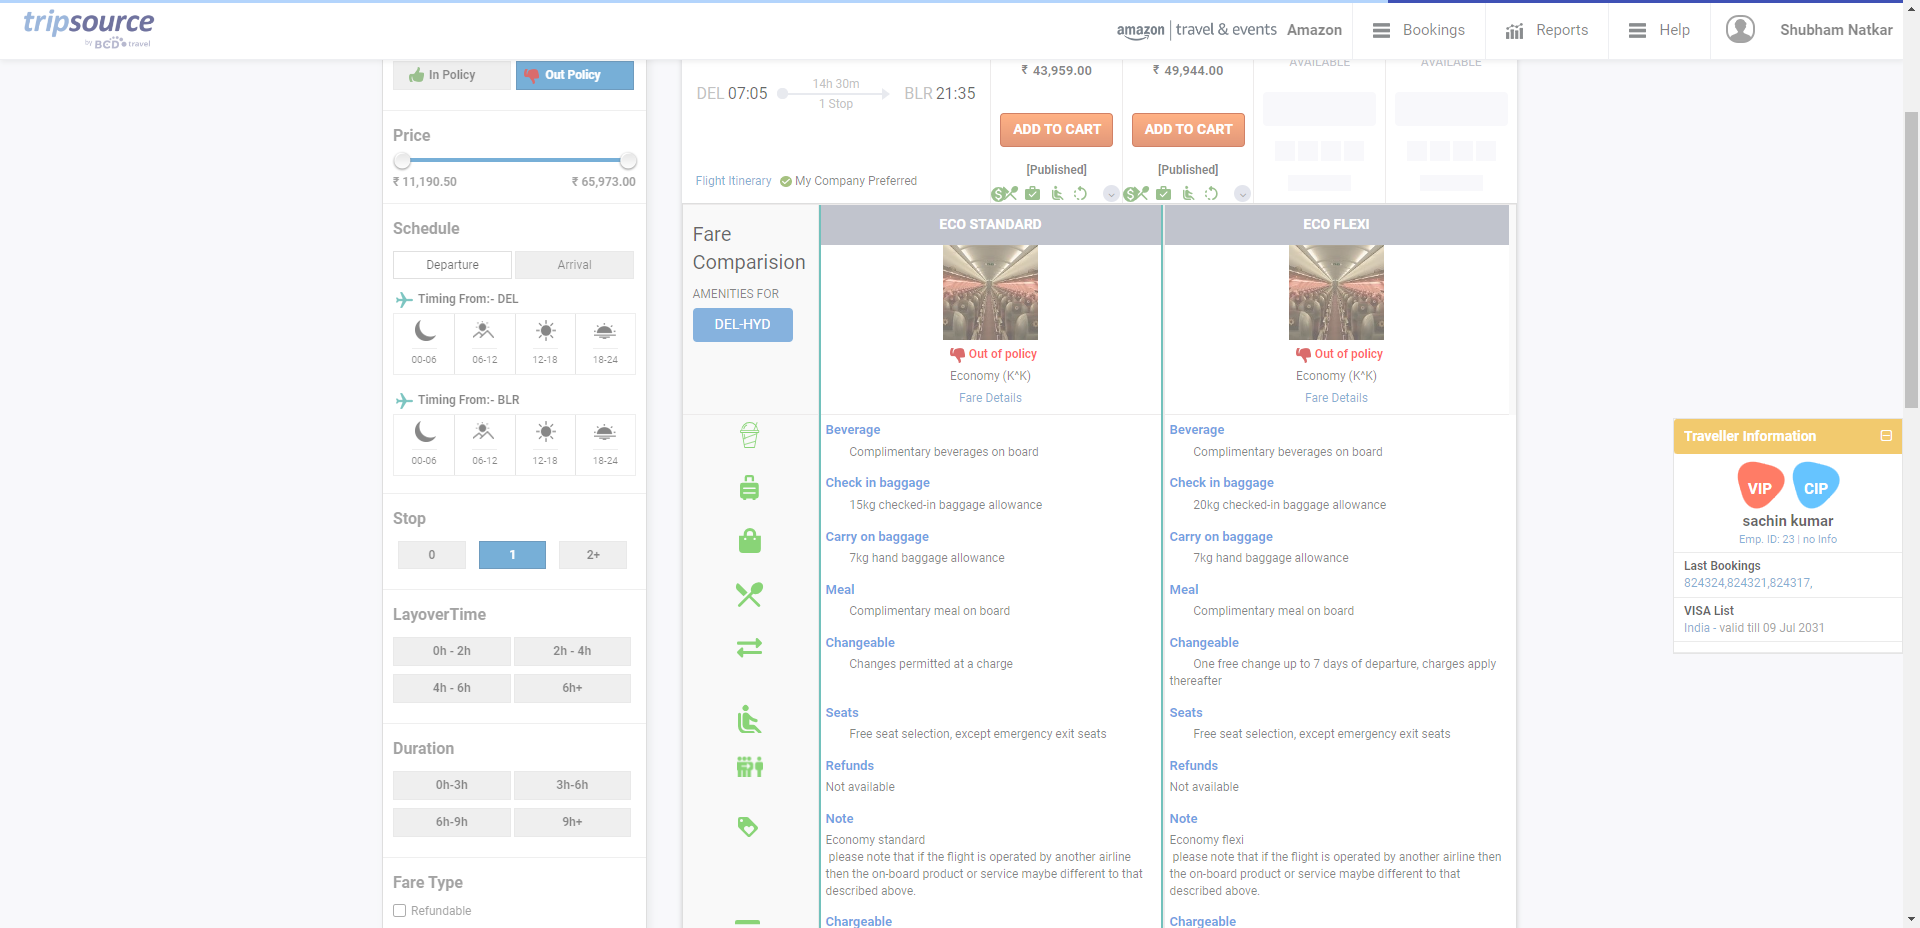 tripsource
by BCD travel
amazon | travel & events Amazon
Bookings
Reports
Help
Shubham Natkar
In Policy
Out Policy
Price
₹ 11,190.50
₹ 65,973.00
Schedule
Departure
Arrival
Timing From:- DEL
00-06
06-12
12-18
18-24
Timing From:- BLR
00-06
06-12
12-18
18-24
Stop
0
1
2+
LayoverTime
0h - 2h
2h - 4h
4h - 6h
6h+
Duration
0h-3h
3h-6h
6h-9h
9h+
Fare Type
Refundable
DEL 07:05
14h 30m
1 Stop
BLR 21:35
Flight Itinerary
My Company Preferred
₹ 43,959.00
ADD TO CART
[Published]
₹ 49,944.00
ADD TO CART
[Published]
AVAILABLE
AVAILABLE
Fare
Comparision
AMENITIES FOR
DEL-HYD
ECO STANDARD
Out of policy
Economy (K^K)
Fare Details
Beverage
Complimentary beverages on board
Check in baggage
15kg checked-in baggage allowance
Carry on baggage
7kg hand baggage allowance
Meal
Complimentary meal on board
Changeable
Changes permitted at a charge
Seats
Free seat selection, except emergency exit seats
Refunds
Not available
Note
Economy standard
please note that if the flight is operated by another airline
then the on-board product or service maybe different to that
described above.
Chargeable
ECO FLEXI
Out of policy
Economy (K^K)
Fare Details
Beverage
Complimentary beverages on board
Check in baggage
20kg checked-in baggage allowance
Carry on baggage
7kg hand baggage allowance
Meal
Complimentary meal on board
Changeable
One free change up to 7 days of departure, charges apply
thereafter
Seats
Free seat selection, except emergency exit seats
Refunds
Not available
Note
Economy flexi
please note that if the flight is operated by another airline then
the on-board product or service maybe different to that
described above.
Chargeable
Traveller Information
VIP
CIP
sachin kumar
Emp. ID: 23 | no Info
Last Bookings
824324,824321,824317,
VISA List
India - valid till 09 Jul 2031